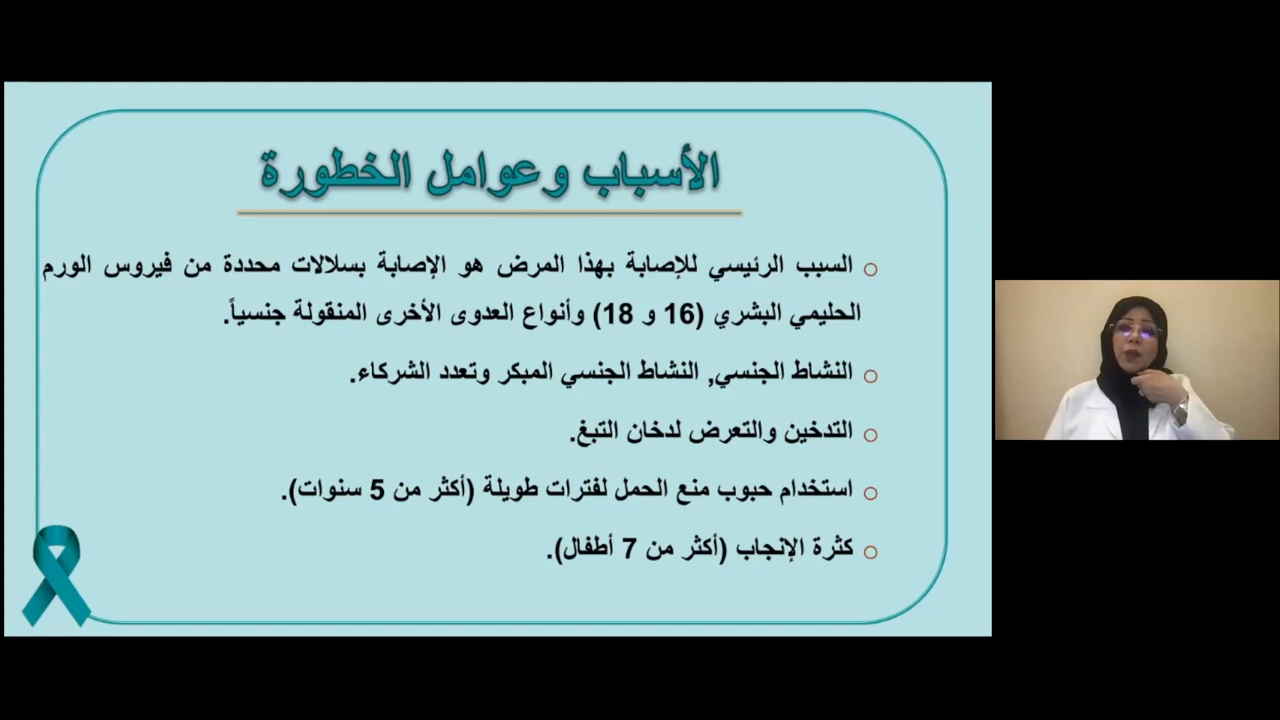 الأسباب وعوامل الخطورة
السبب الرئيسي للإصابة بهذا المرض هو الإصابة بسلالات محددة من فيروس الورم
الحليمي البشري (16 و 18) وأنواع العدوى الأخرى المنقولة جنسياً.
النشاط الجنسي, النشاط الجنسي المبكر وتعدد الشركاء.
التدخين والتعرض لدخان التبغ.
استخدام حبوب منع الحمل لفترات طويلة (أكثر من 5 سنوات).
كثرة الإنجاب (أكثر من 7 أطفال).